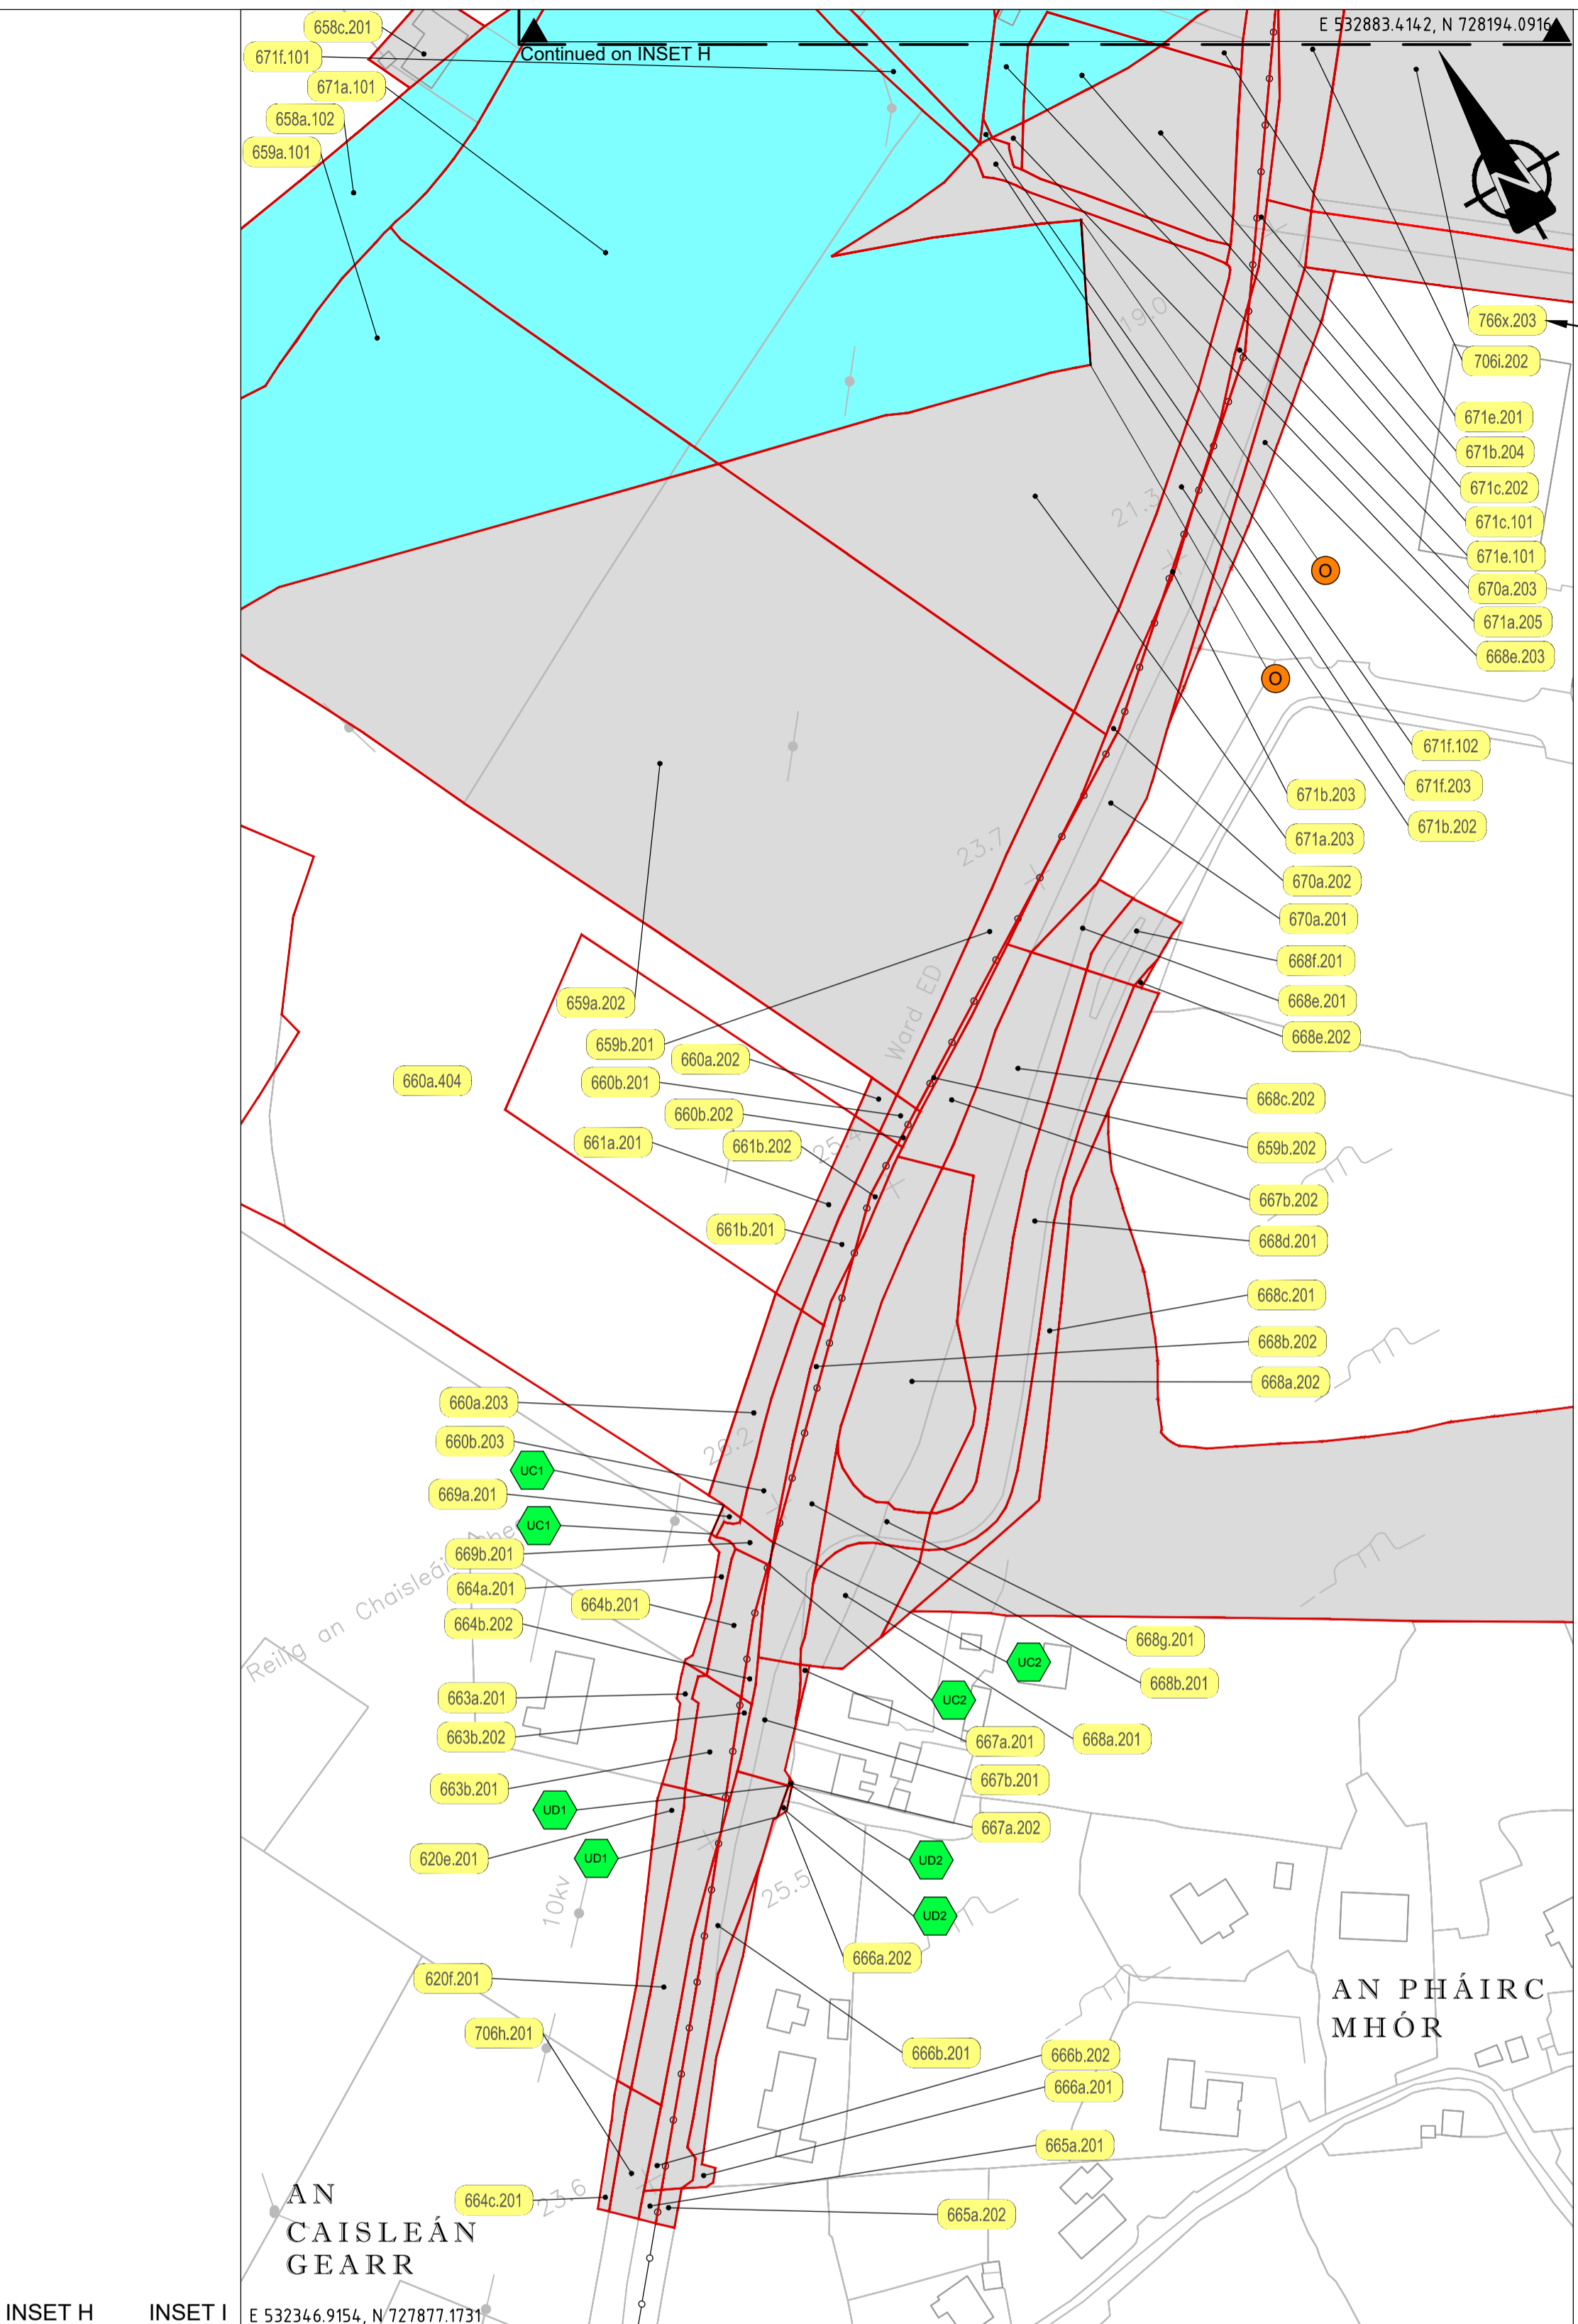 658c.201
671f.101
671a.101
658a.102
659a.101
Continued on INSET H
E 532883.4142, N 728194.0916
766x.203
706i.202
671e.201
671b.204
671c.202
671c.101
671e.101
670a.203
671a.205
668e.203
19.0
21.3
O
O
671f.102
671f.203
671b.202
671b.203
671a.203
670a.202
670a.201
23.7
668f.201
668e.201
668e.202
Ward ED
659a.202
659b.201
660a.202
660b.201
660a.404
660b.202
661a.201
661b.202
25.4
661b.201
668c.202
659b.202
667b.202
668d.201
668c.201
668b.202
668a.202
660a.203
660b.203
26.2
UC1
669a.201
UC1
669b.201
664a.201
664b.201
664b.202
Reilig an Chaisleáin
668g.201
UC2
668b.201
UC2
663a.201
663b.202
667a.201
668a.201
663b.201
667b.201
UD1
667a.202
620e.201
UD1
UD2
10kv
25.5
UD2
666a.202
620f.201
AN PHÁIRC
MHÓR
706h.201
666b.201
666b.202
666a.201
665a.201
664c.201
23.6
665a.202
AN
CAISLEÁN
GEARR
INSET H
INSET I
E 532346.9154, N 727877.1731